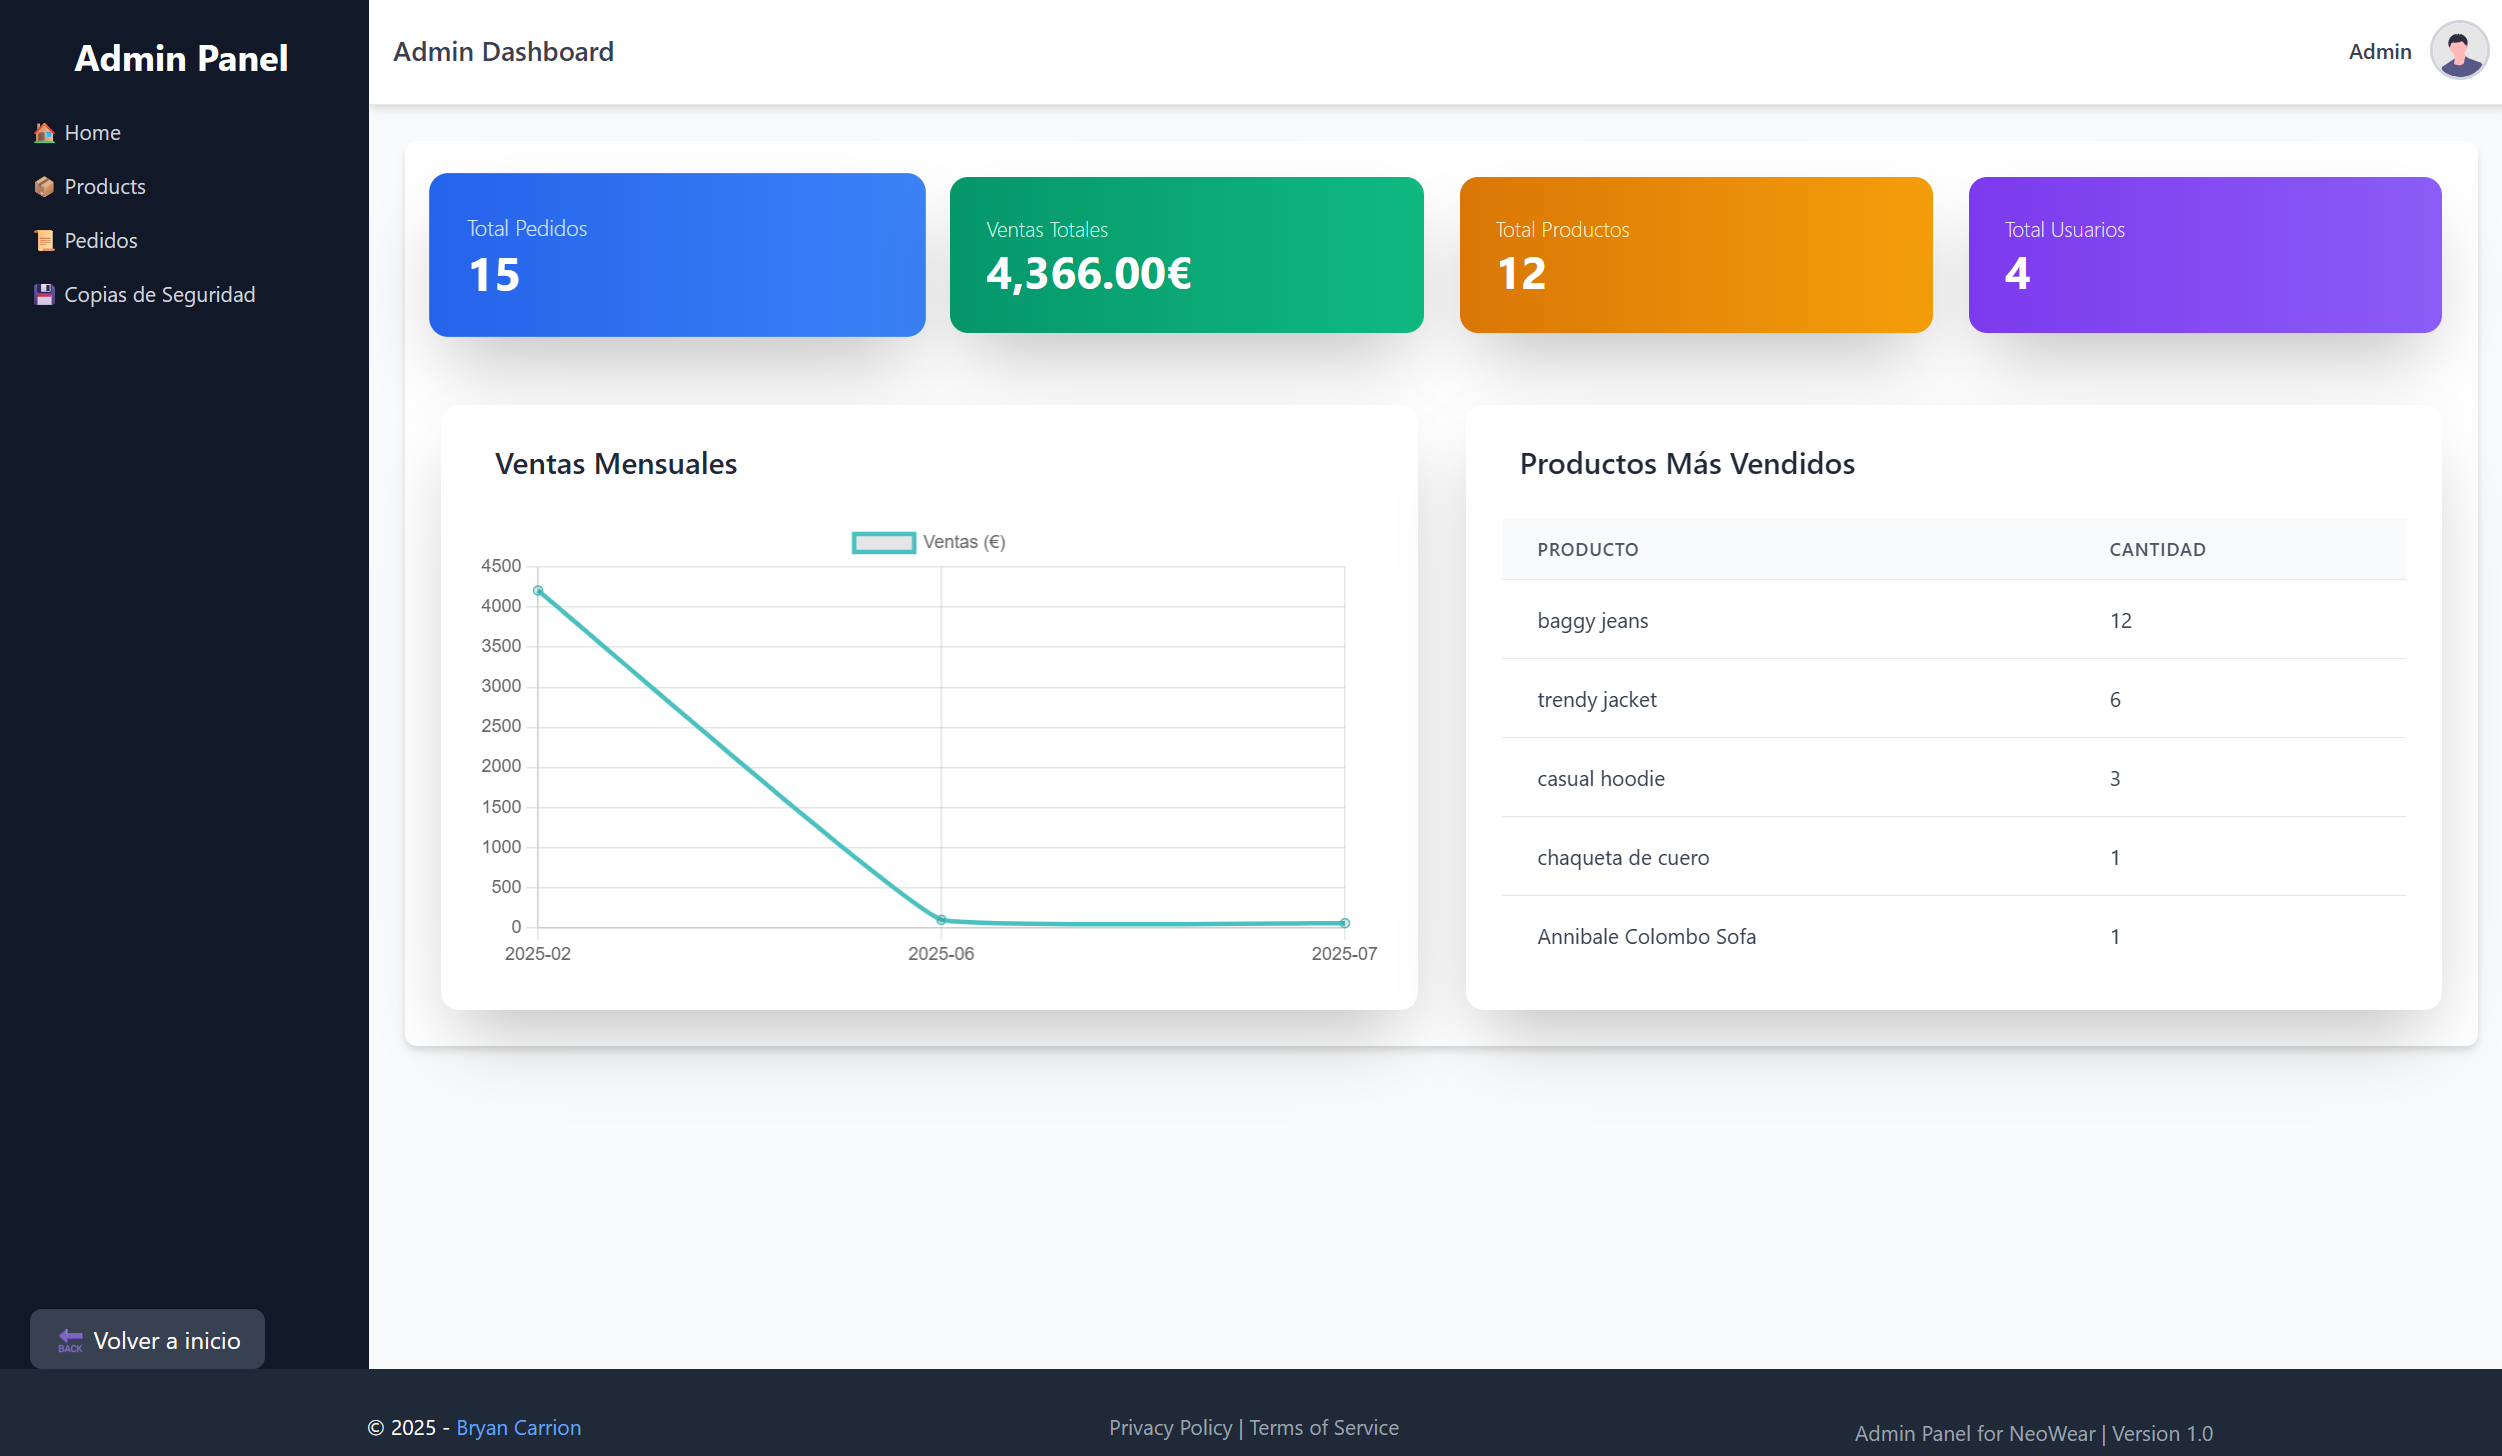 Admin Panel
Home
Products
Pedidos
Copias de Seguridad
BACK Volver a inicio
Admin Dashboard
Admin
Total Pedidos
15
Ventas Totales
4,366.00€
Total Productos
12
Total Usuarios
4
Ventas Mensuales
Ventas (€)
4500
4000
3500
3000
2500
2000
1500
1000
500
0
2025-02 2025-06 2025-07
Productos Más Vendidos
PRODUCTO CANTIDAD
baggy jeans 12
trendy jacket 6
casual hoodie 3
chaqueta de cuero 1
Annibale Colombo Sofa 1
© 2025 - Bryan Carrion
Privacy Policy | Terms of Service
Admin Panel for NeoWear | Version 1.0